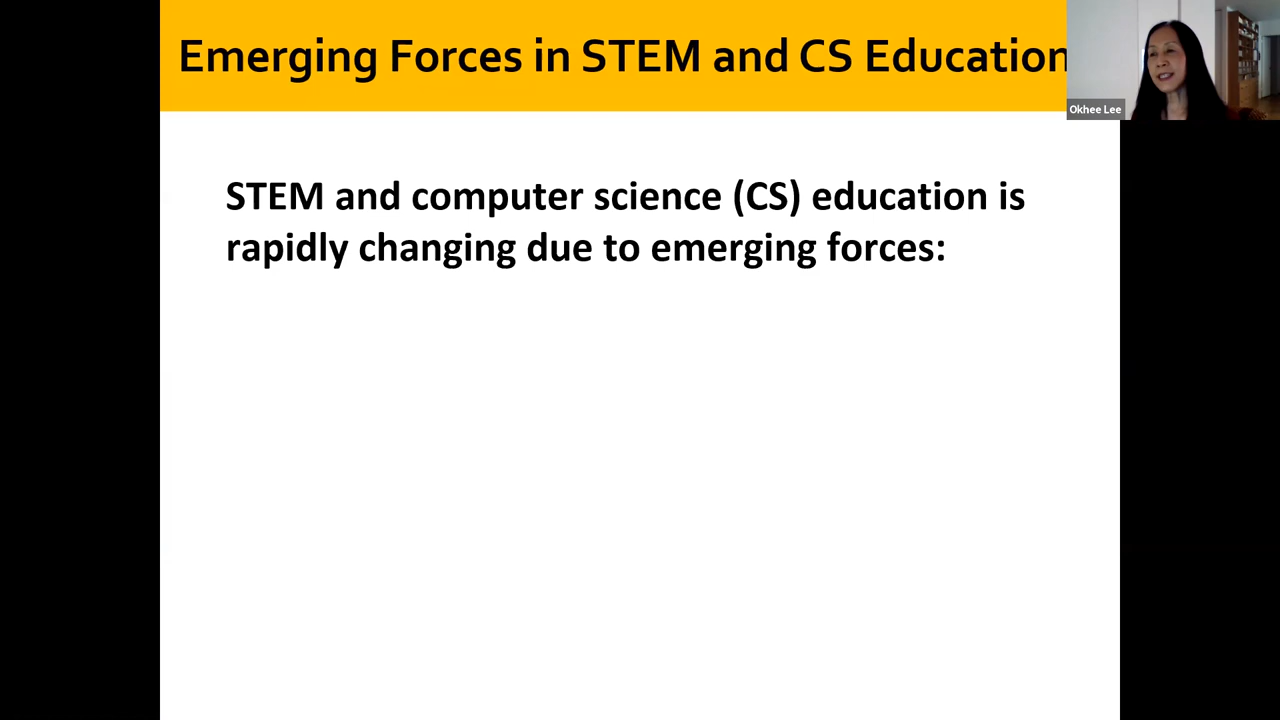 Emerging Forces in STEM and CS Education
Okhee Lee
STEM and computer science (CS) education is
rapidly changing due to emerging forces: